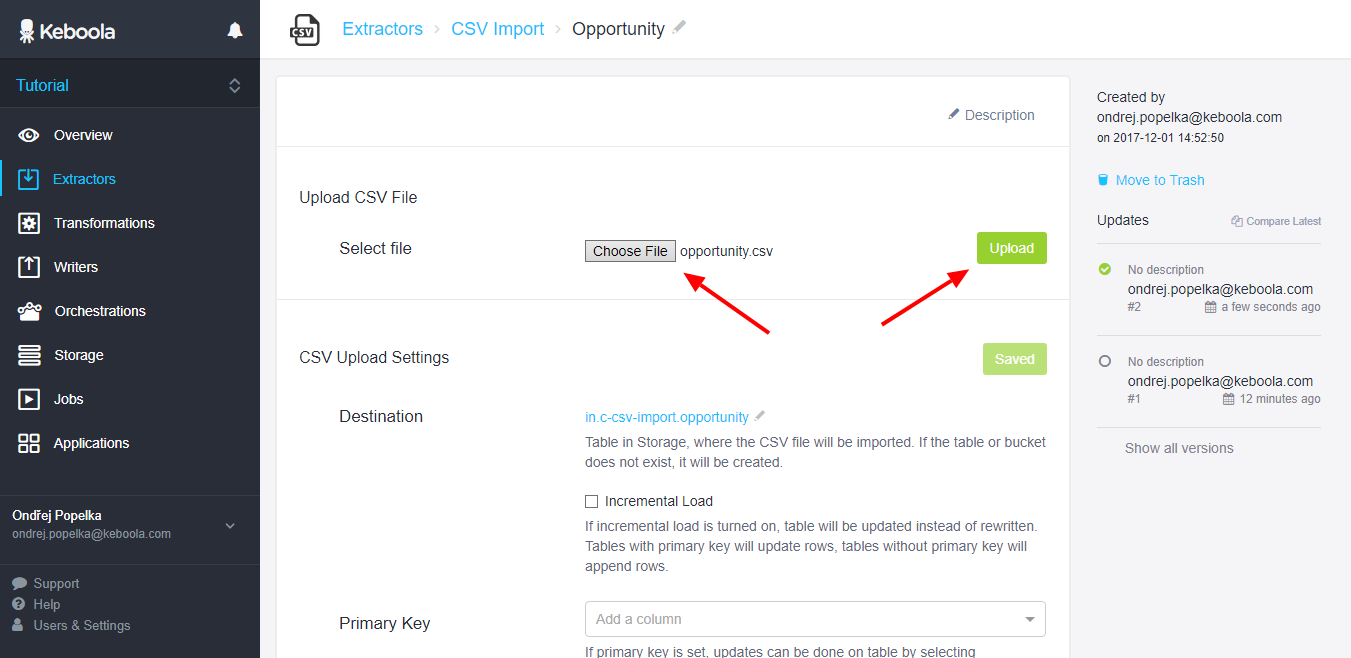 Keboola
Tutorial
Overview
Extractors
Transformations
Writers
Orchestrations
Storage
Jobs
Applications
Ondřej Popelka
ondrej.popelka@keboola.com
Support
Help
Users & Settings
CSV
Extractors › CSV Import › Opportunity
Description
Upload CSV File
Select file
Choose File opportunity.csv
Upload
CSV Upload Settings
Saved
Destination
in.c-csv-import.opportunity
Table in Storage, where the CSV file will be imported. If the table or bucket
does not exist, it will be created.
Incremental Load
If incremental load is turned on, table will be updated instead of rewritten.
Tables with primary key will update rows, tables without primary key will
append rows.
Primary Key
Add a column
If primary key is set, updates can be done on table by selecting
Created by
ondrej.popelka@keboola.com
on 2017-12-01 14:52:50
Move to Trash
Updates
Compare Latest
No description
ondrej.popelka@keboola.com
#2 a few seconds ago
No description
ondrej.popelka@keboola.com
#1 12 minutes ago
Show all versions